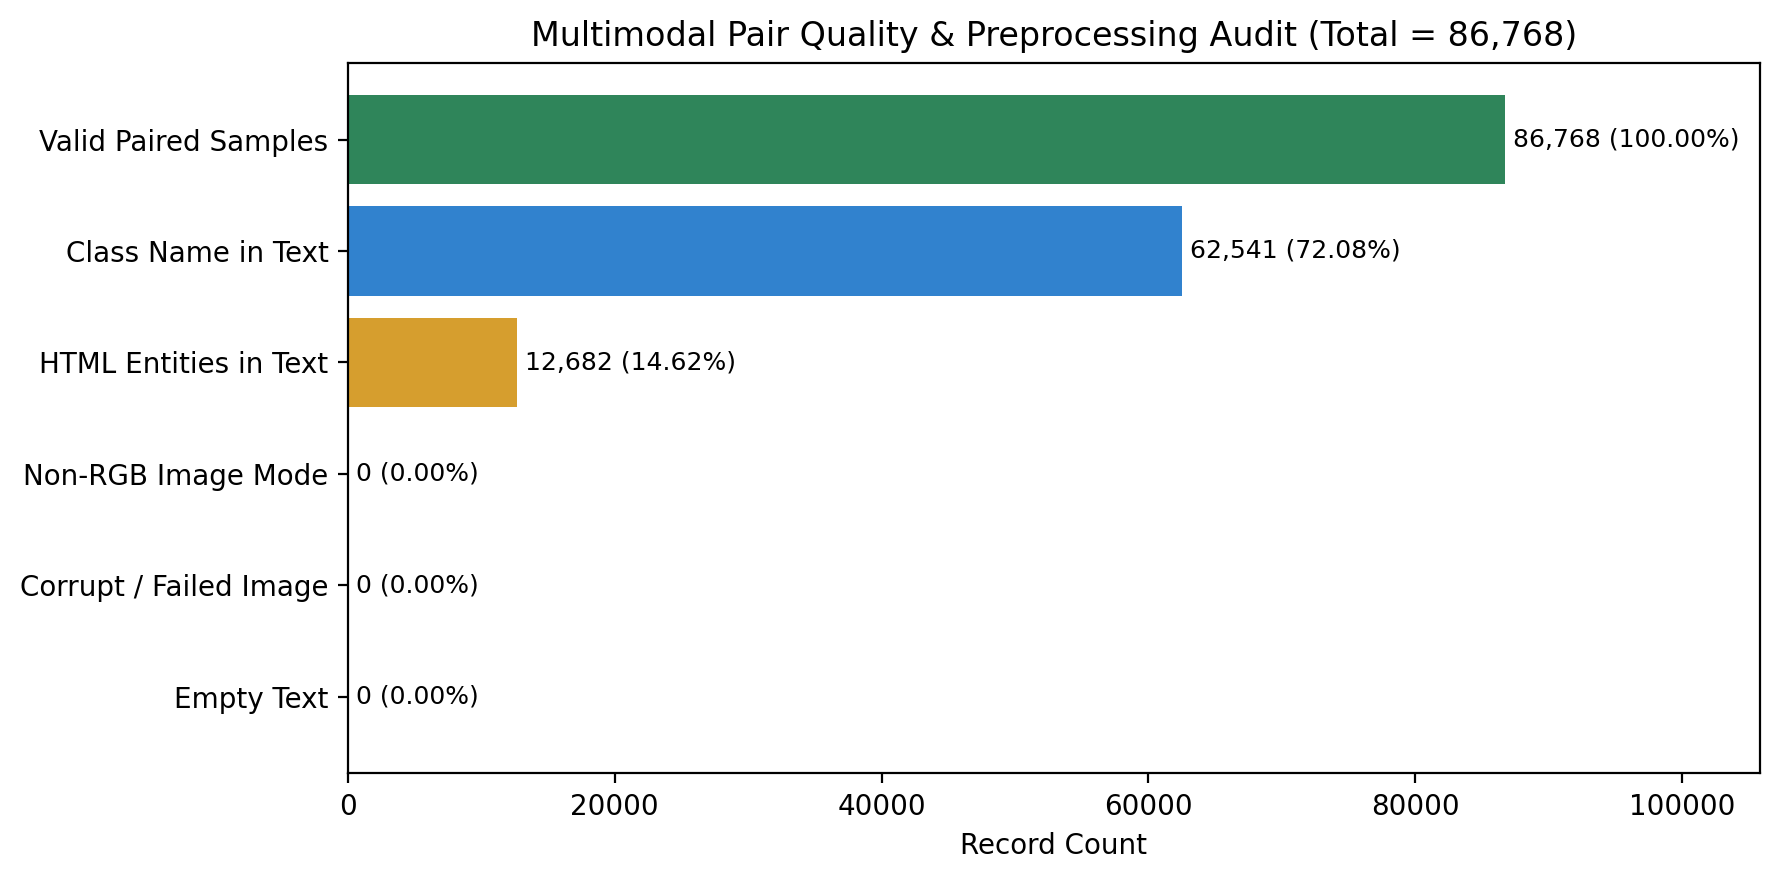 Multimodal Pair Quality & Preprocessing Audit (Total = 86,768)
Valid Paired Samples 86,768 (100.00%)
Class Name in Text 62,541 (72.08%)
HTML Entities in Text 12,682 (14.62%)
Non-RGB Image Mode 0 (0.00%)
Corrupt / Failed Image 0 (0.00%)
Empty Text 0 (0.00%)
0 20000 40000 60000 80000 100000
Record Count